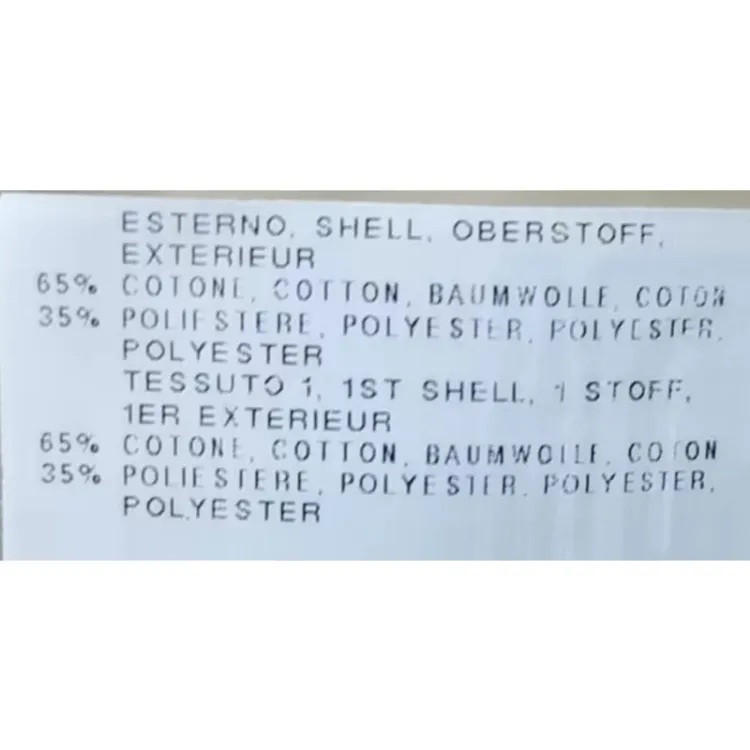 ESTERNO, SHELL, OBERSTOFF,
EXTERIEUR
65% COTONE, COTTON, BAUMWOLLE, COTON
35% POLIESTERE, POLYESTER, POLYESTER,
POLYESTER
TESSUTO 1, 1ST SHELL, 1 STOFF,
1ER EXTERIEUR
65% COTONE, COTTON, BAUMWOLLE, COTON
35% POLIESTERE, POLYESTER, POLYESTER,
POLYESTER